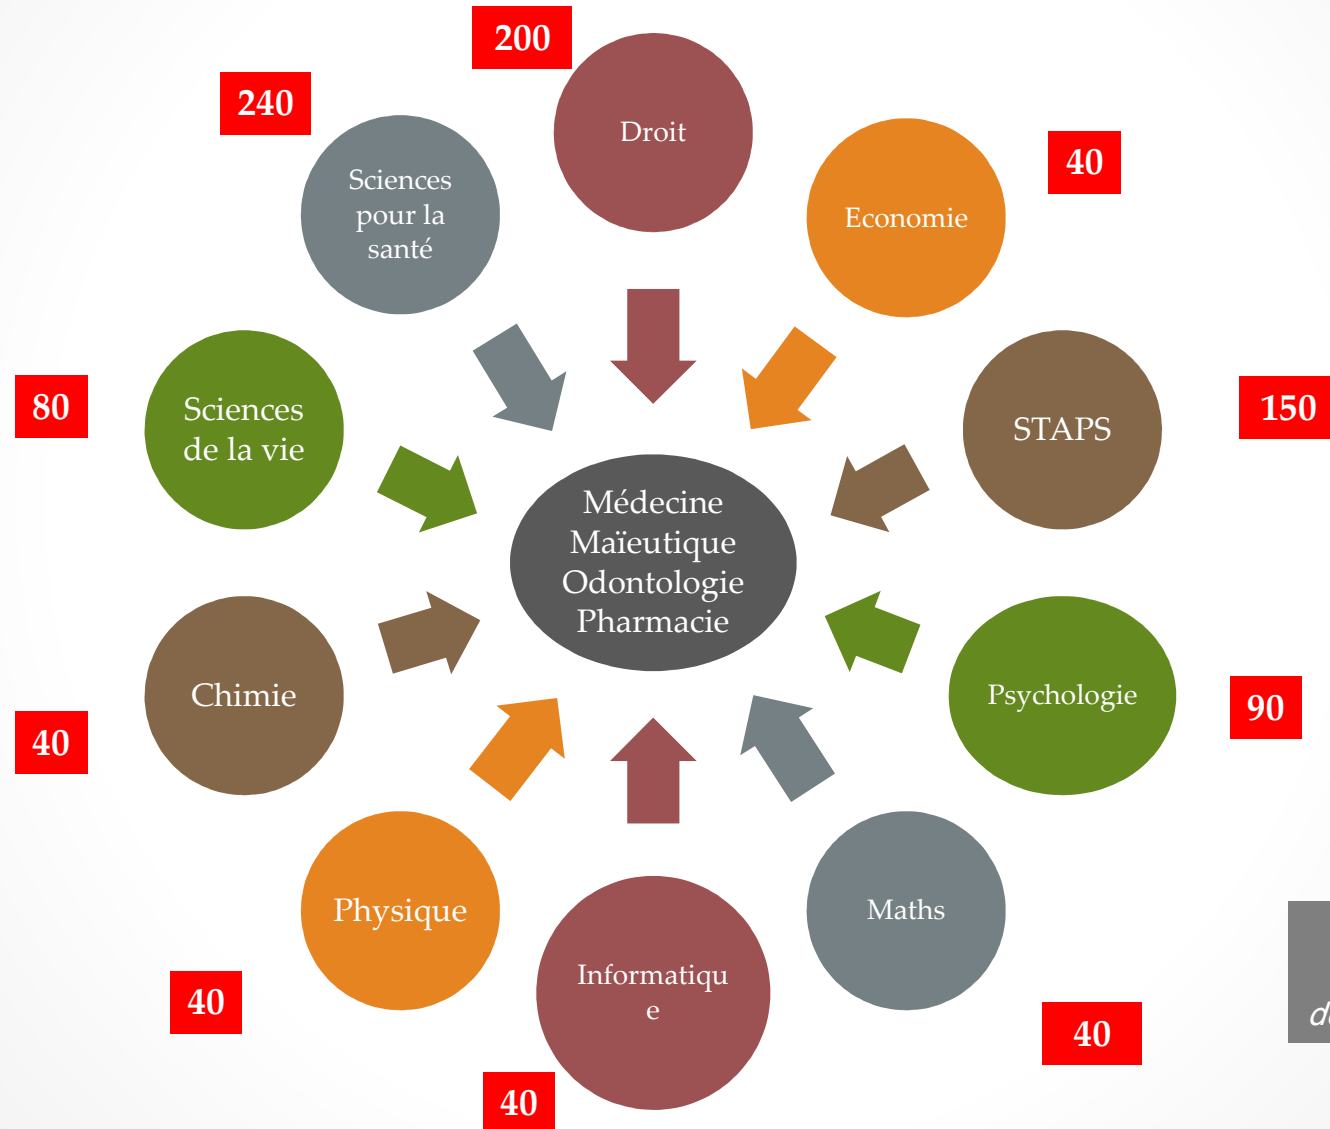 200
Droit
240
Sciences
pour la
santé
40
Economie
80
Sciences
de la vie
STAPS
150
Médecine
Maïeutique
Odontologie
Pharmacie
Chimie
40
Psychologie
90
Physique
40
Informatiqu
e
40
Maths
40